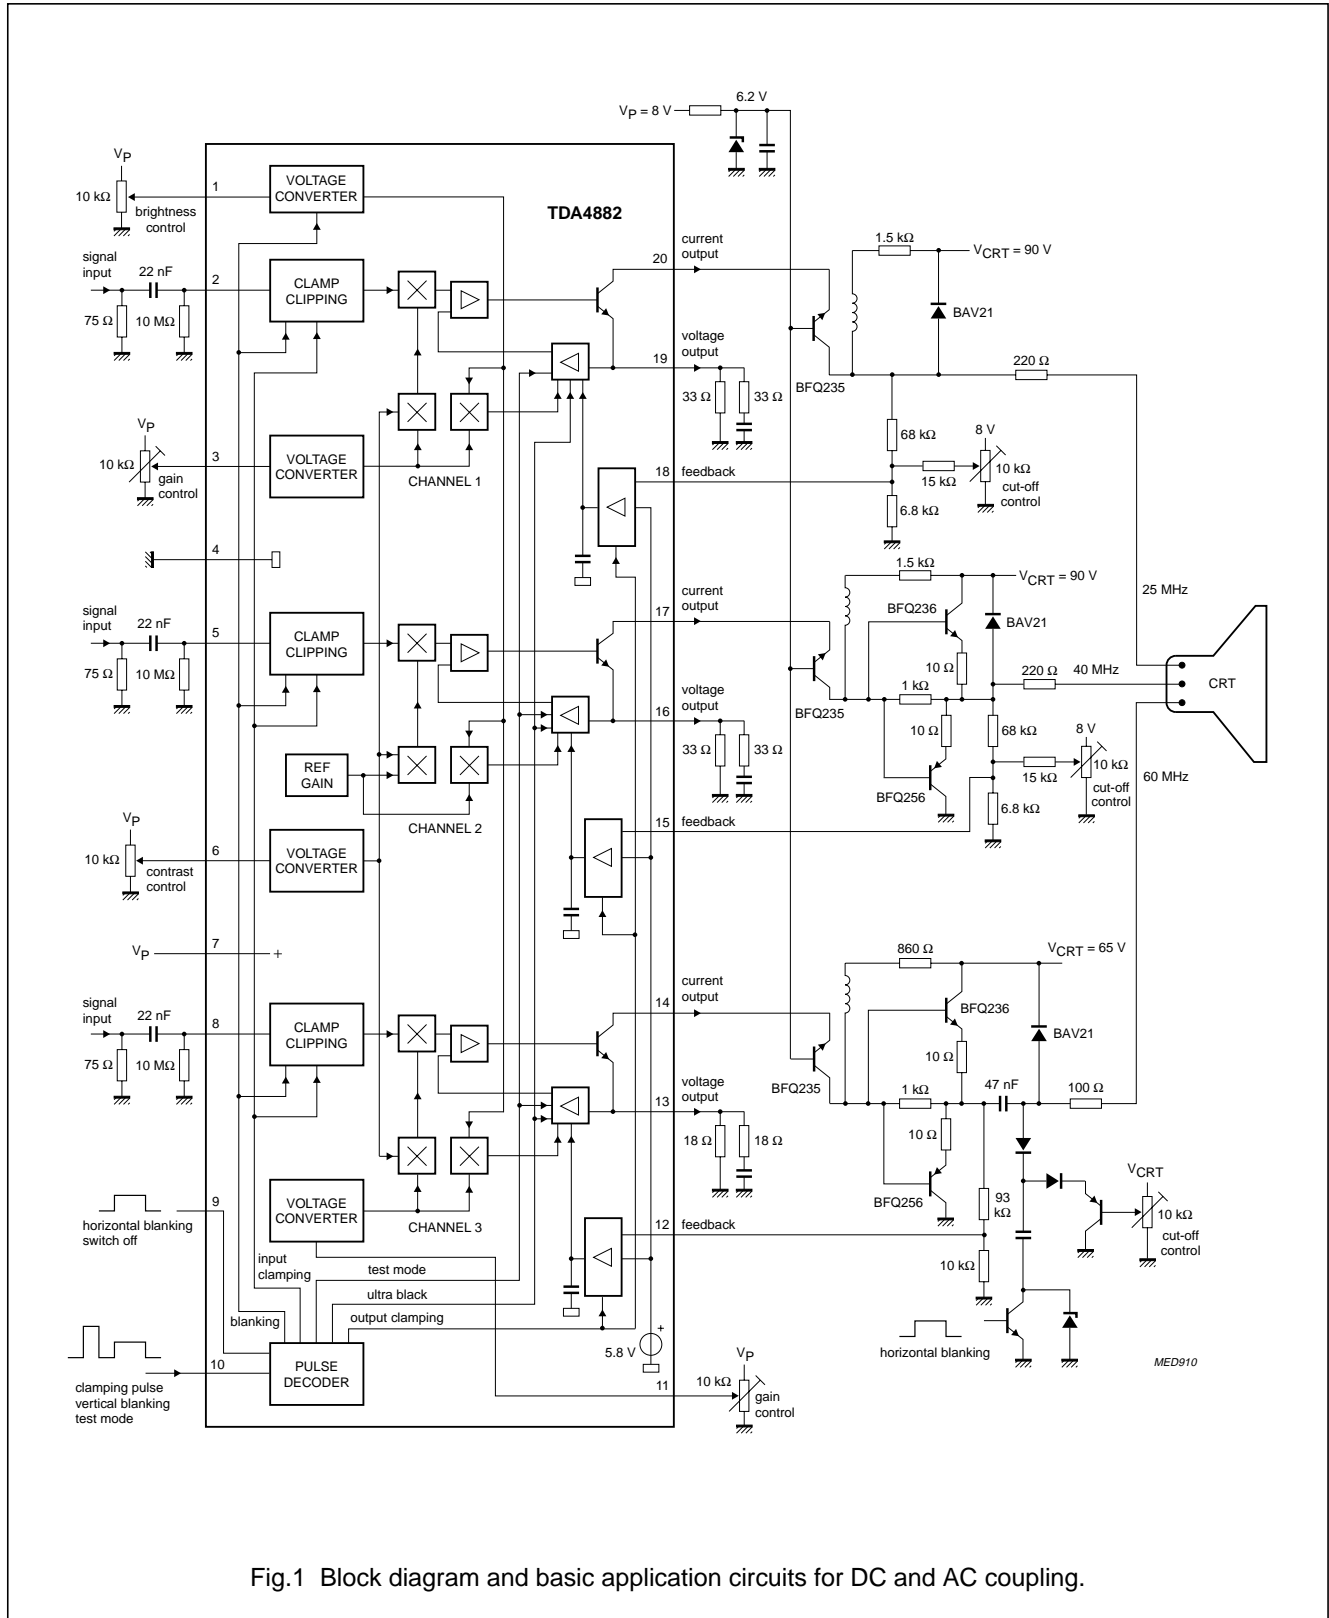 6.2 V
VP = 8 V
VP
10 kΩ
1
brightness
control
VOLTAGE
CONVERTER
TDA4882
signal
input
22 nF
2
75 Ω
10 MΩ
CLAMP
CLIPPING
20
current
output
19
voltage
output
33 Ω
33 Ω
BFQ235
1.5 kΩ
VCRT = 90 V
BAV21
220 Ω
VP
10 kΩ
3
gain
control
VOLTAGE
CONVERTER
CHANNEL 1
18
feedback
68 kΩ
15 kΩ
8 V
10 kΩ
cut-off
control
6.8 kΩ
4
25 MHz
signal
input
22 nF
5
75 Ω
10 MΩ
CLAMP
CLIPPING
17
current
output
16
voltage
output
33 Ω
33 Ω
BFQ235
1.5 kΩ
VCRT = 90 V
BFQ236
BAV21
10 Ω
1 kΩ
220 Ω
40 MHz
CRT
10 Ω
68 kΩ
8 V
10 kΩ
15 kΩ
cut-off
control
BFQ256
6.8 kΩ
60 MHz
REF
GAIN
CHANNEL 2
15
feedback
VP
10 kΩ
6
contrast
control
VOLTAGE
CONVERTER
VP
7
+
signal
input
22 nF
8
75 Ω
10 MΩ
CLAMP
CLIPPING
14
current
output
13
voltage
output
18 Ω
18 Ω
BFQ235
860 Ω
VCRT = 65 V
BFQ236
BAV21
10 Ω
1 kΩ
47 nF
100 Ω
10 Ω
BFQ256
93
kΩ
VCRT
10 kΩ
cut-off
control
10 kΩ
9
horizontal blanking
switch off
VOLTAGE
CONVERTER
CHANNEL 3
12
feedback
input
clamping
test mode
ultra black
blanking
output clamping
5.8 V
+
horizontal blanking
MED910
10
clamping pulse
vertical blanking
test mode
PULSE
DECODER
11
VP
10 kΩ
gain
control
Fig.1 Block diagram and basic application circuits for DC and AC coupling.